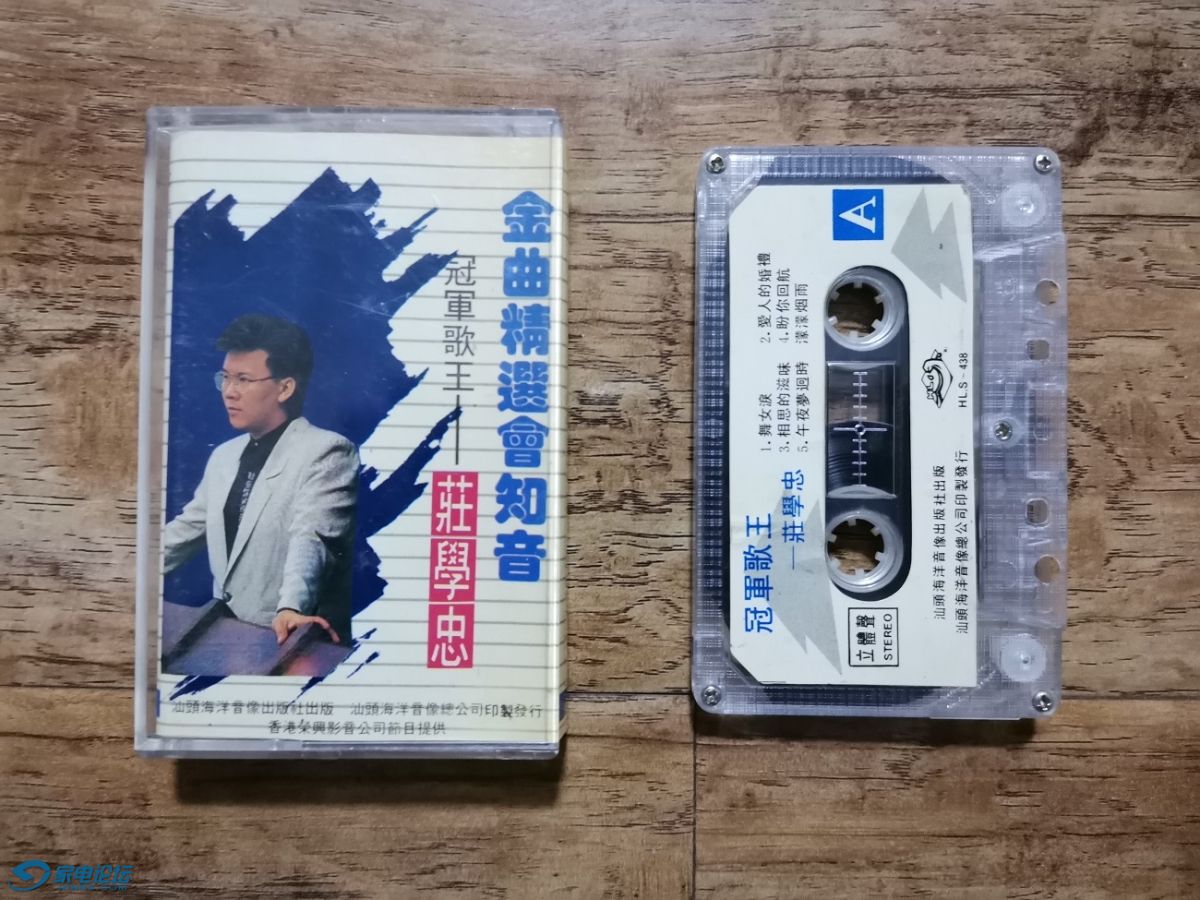 金曲精選會知音
冠軍歌王—莊學忠
汕頭海洋音像出版社出版 汕頭海洋音像總公司印製發行
香港榮興影音公司節目提供
A
冠軍歌王
—莊學忠
1.舞女淚 2.愛人的婚禮
3.相思的滋味 4.盼你回航
5.午夜夢迴時 濛濛烟雨
立體聲
STEREO
HLS-438
汕頭海洋音像出版社出版
汕頭海洋音像總公司印製發行
家电论坛